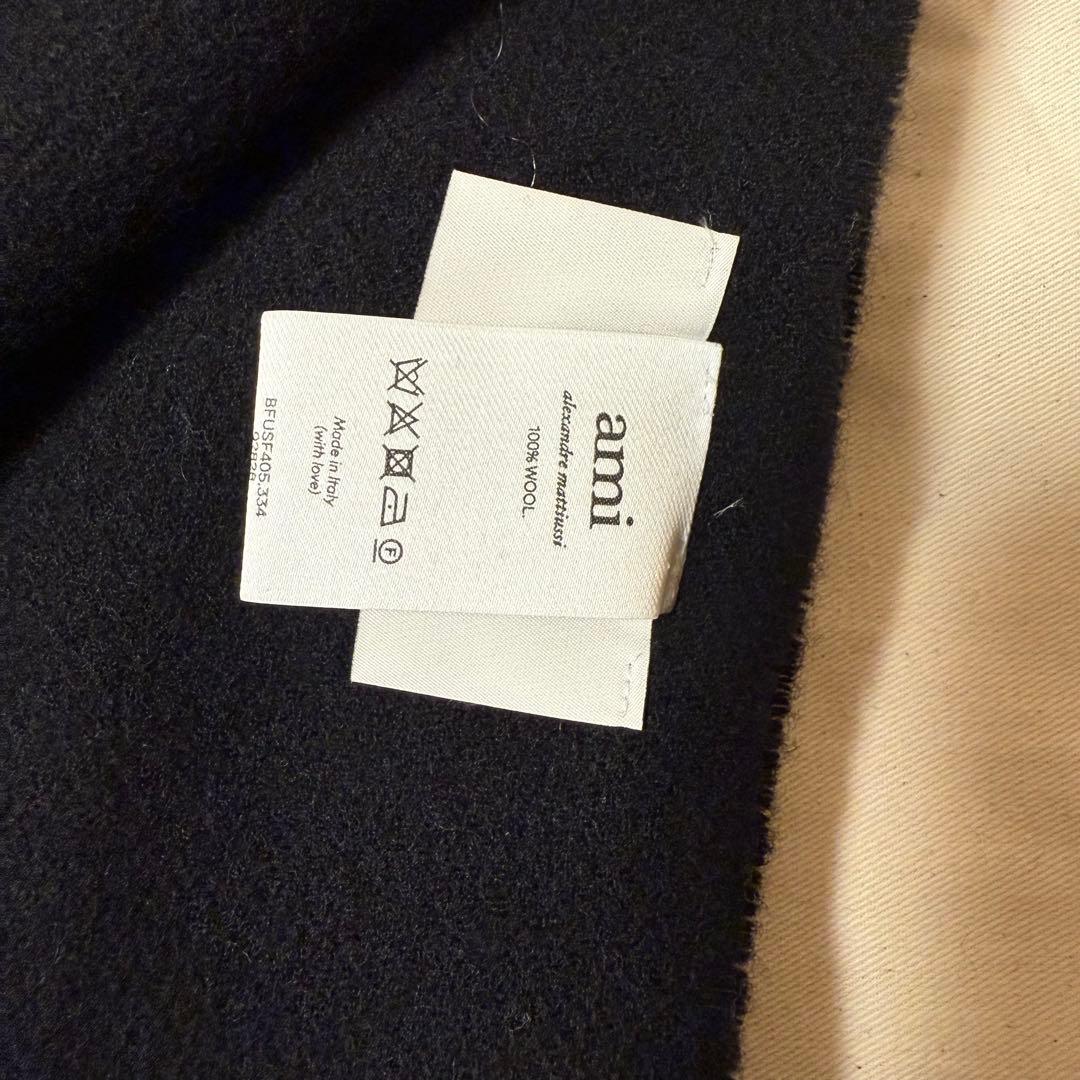 ami
alexandre mattiussi
100% WOOL.
F
Made in Italy
(with love)
BFUSF405.334